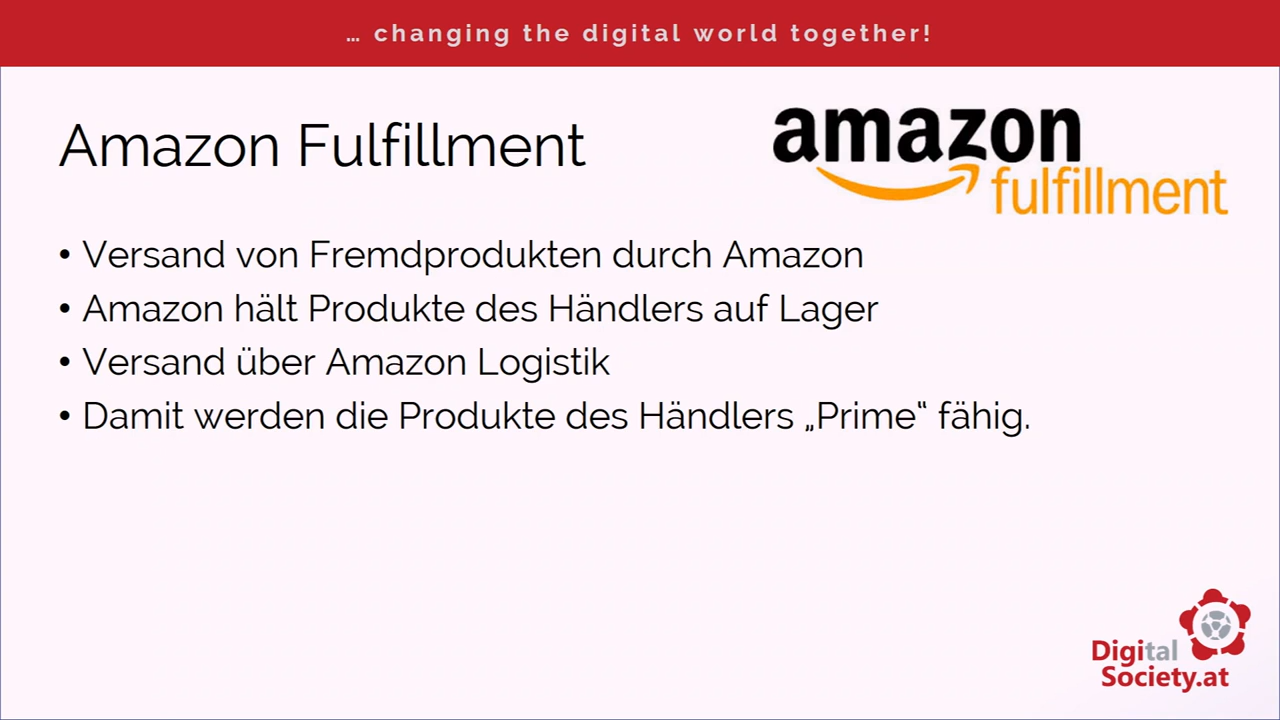 … changing the digital world together!
Amazon Fulfillment
amazon
fulfillment
• Versand von Fremdprodukten durch Amazon
• Amazon hält Produkte des Händlers auf Lager
• Versand über Amazon Logistik
• Damit werden die Produkte des Händlers „Prime“ fähig.
Digital
Society.at